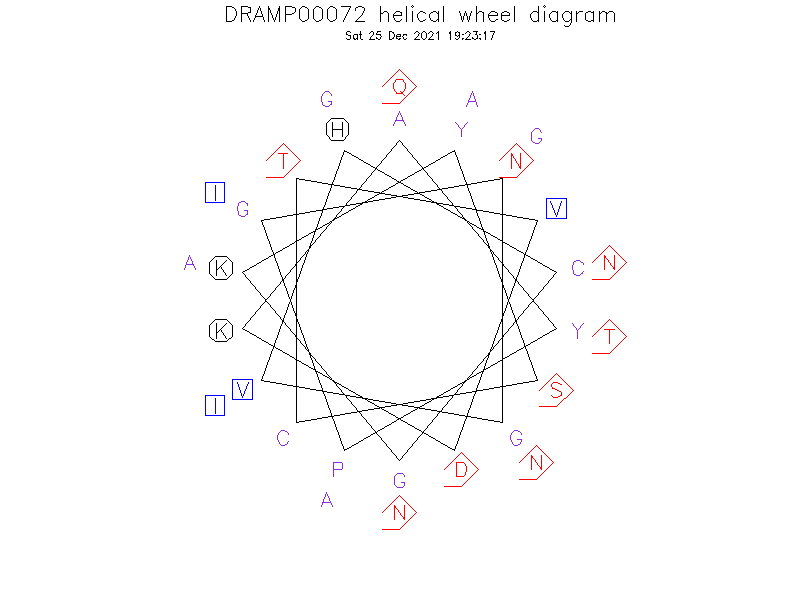 DRAMP00072 helical wheel diagram
Sat 25 Dec 2021 19:23:17
Q
G A
A
H Y
G
T N
I
G V
A K C N
K Y T
V S
I
C G
P D N
G
A
N